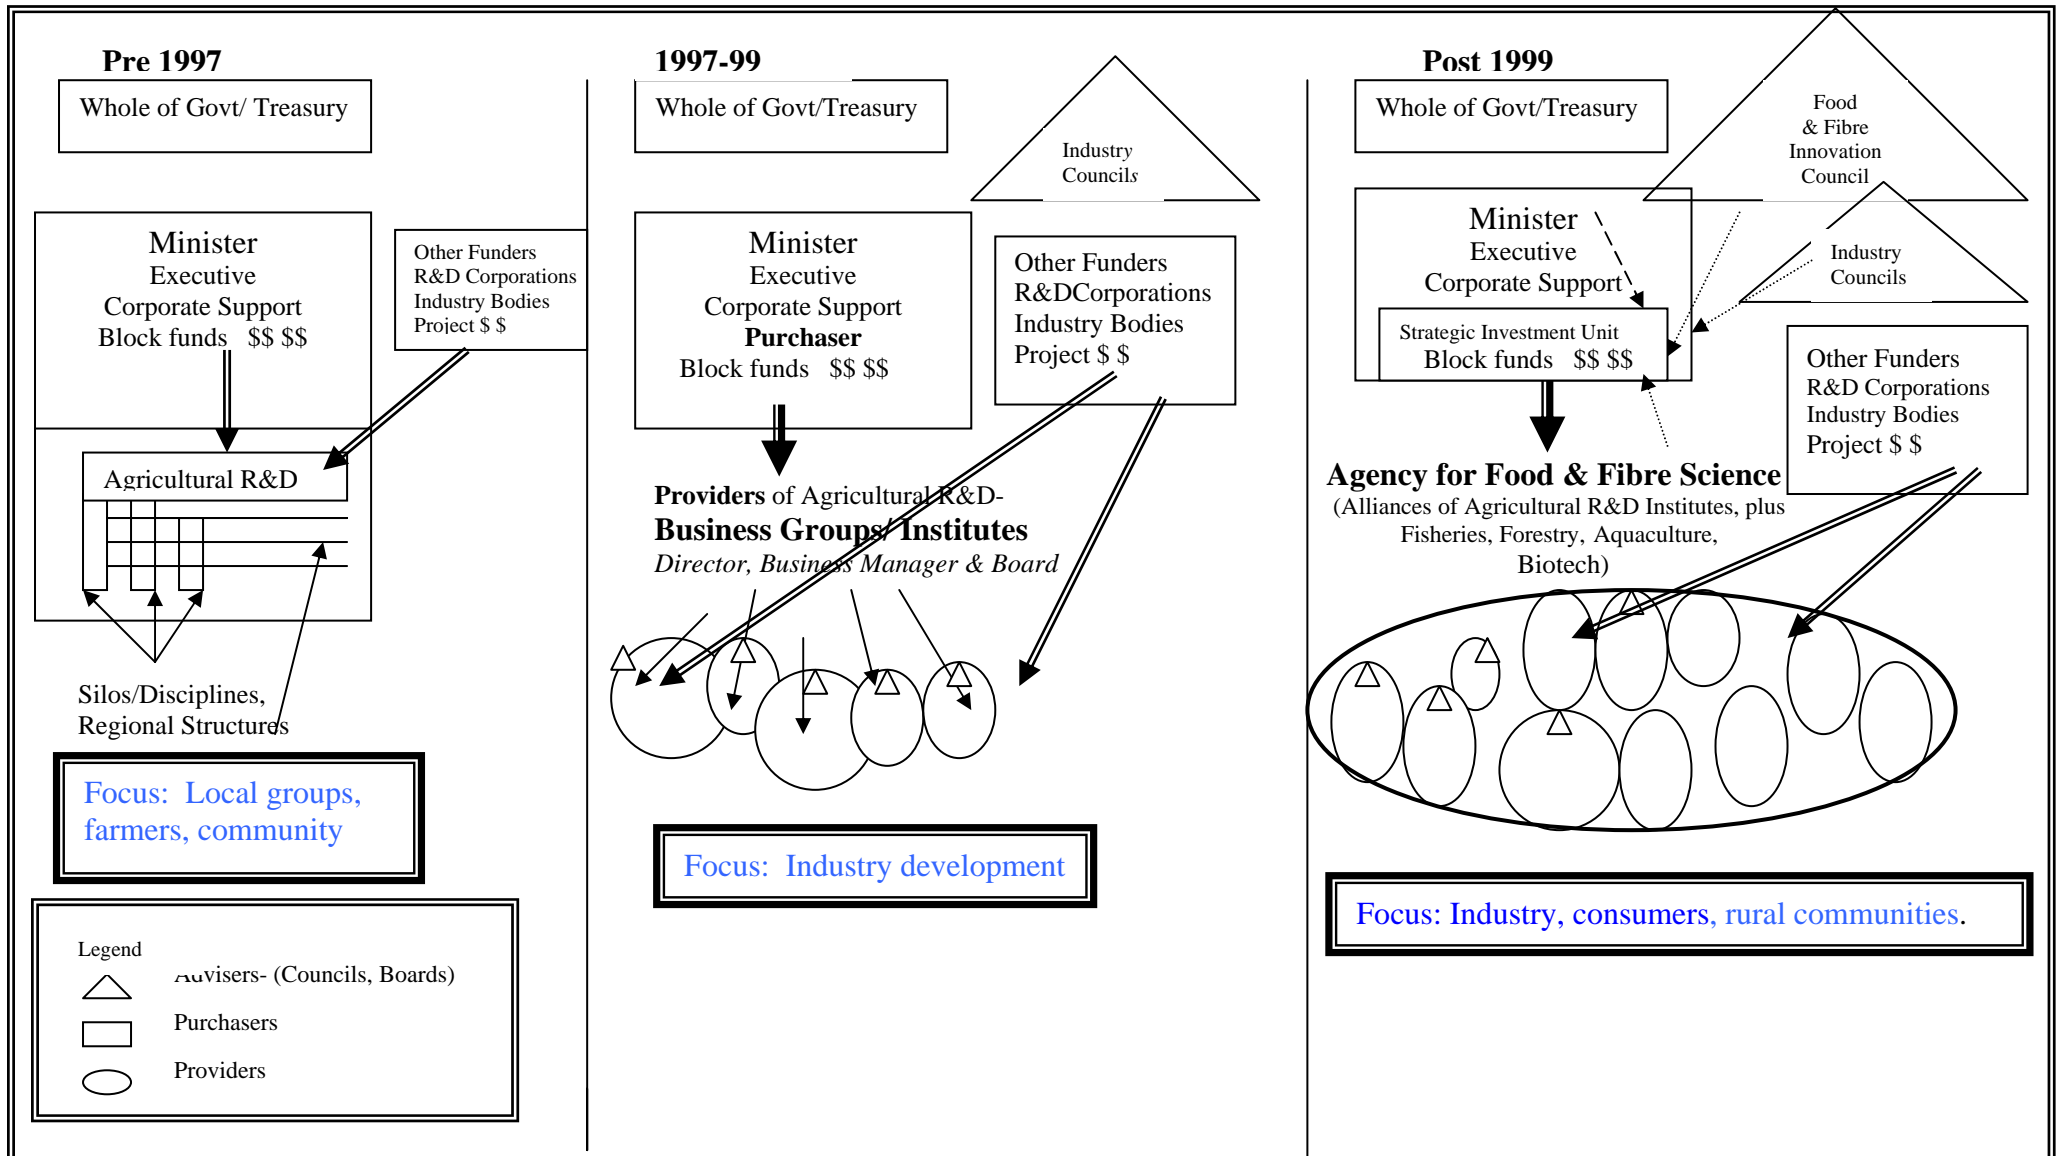 Pre 1997
Whole of Govt/ Treasury
Minister
Executive
Corporate Support
Block funds $$ $$
Other Funders
R&D Corporations
Industry Bodies
Project $ $
Agricultural R&D
Silos/Disciplines,
Regional Structures
Focus: Local groups,
farmers, community
Legend
Advisers- (Councils, Boards)
Purchasers
Providers
1997-99
Whole of Govt/Treasury
Industry
Councils
Minister
Executive
Corporate Support
Purchaser
Block funds $$ $$
Other Funders
R&DCorporations
Industry Bodies
Project $ $
Providers of Agricultural R&D-
Business Groups/ Institutes
Director, Business Manager & Board
Focus: Industry development
Post 1999
Whole of Govt/Treasury
Food
& Fibre
Innovation
Council
Minister
Executive
Corporate Support
Strategic Investment Unit
Block funds $$ $$
Industry
Councils
Other Funders
R&D Corporations
Industry Bodies
Project $ $
Agency for Food & Fibre Science
(Alliances of Agricultural R&D Institutes, plus
Fisheries, Forestry, Aquaculture,
Biotech)
Focus: Industry, consumers, rural communities.